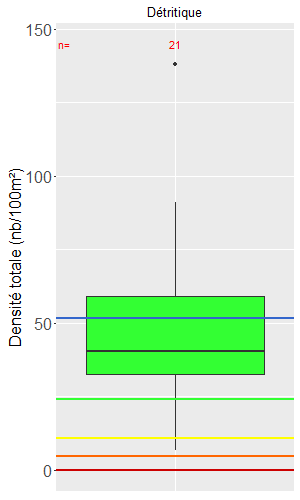 Détritique
150
n= 21
100
Densité totale (nb/100m²)
50
0